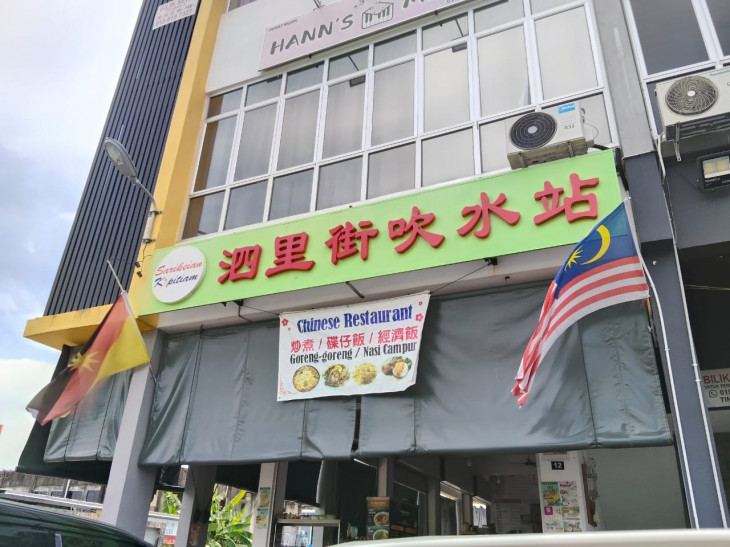 HANN'S
泗里街吹水站
Sarikeian
Kopitiam
Chinese Restaurant
炒煮/碟仔飯/經濟飯
Goreng-goreng / Nasi Campur
12
BILIK